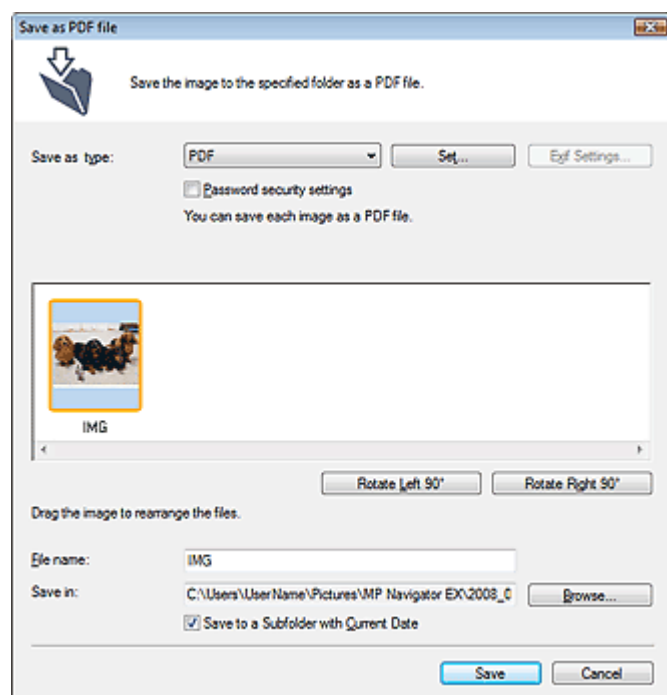 Save as PDF file
Save the image to the specified folder as a PDF file.
Save as type: PDF Set... Exif Settings...
Password security settings
You can save each image as a PDF file.
IMG
Rotate Left 90° Rotate Right 90°
Drag the image to rearrange the files.
File name: IMG
Save in: C:\Users\UserName\Pictures\MP Navigator EX\2008_0 Browse...
Save to a Subfolder with Current Date
Save Cancel